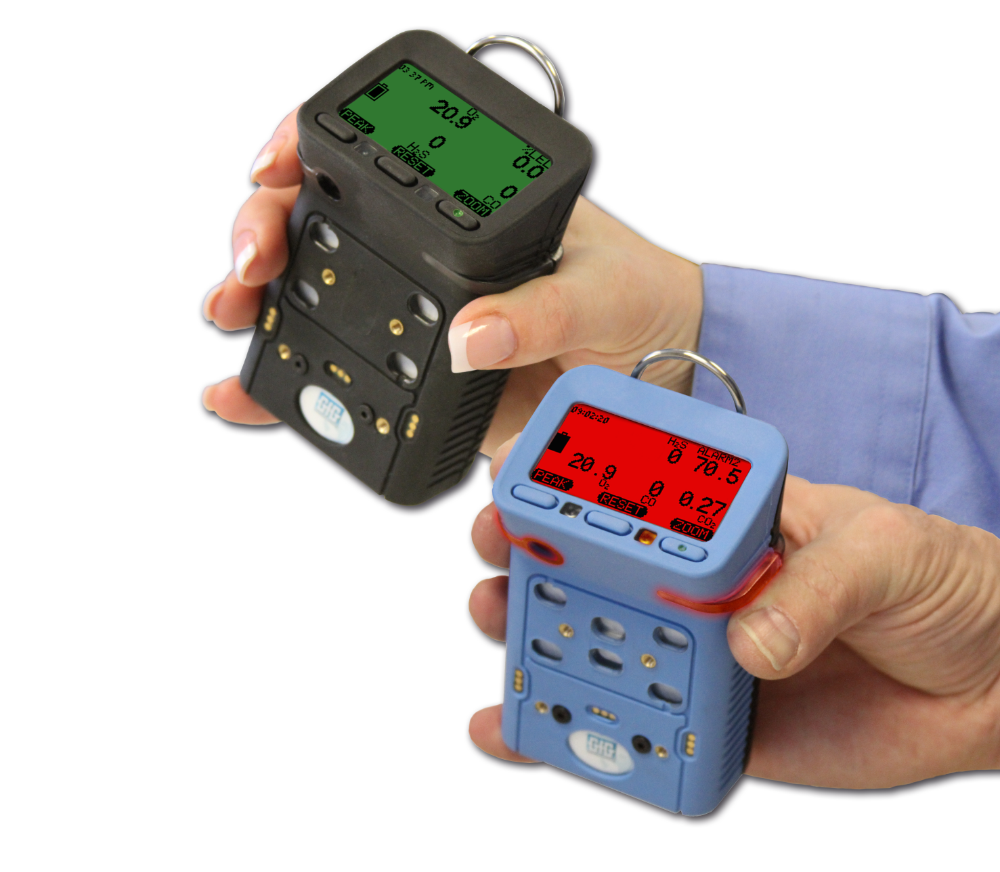 03:37 PM
20.9 O₂
PEAK
0
H₂S
RESET
%LEL
0.0
0
CO
ZOOM
GfG
09:02:20
H₂S ALARM2
0 70.5
20.9
O₂
0
CO
0.27
CO₂
PEAK
RESET
ZOOM
GfG